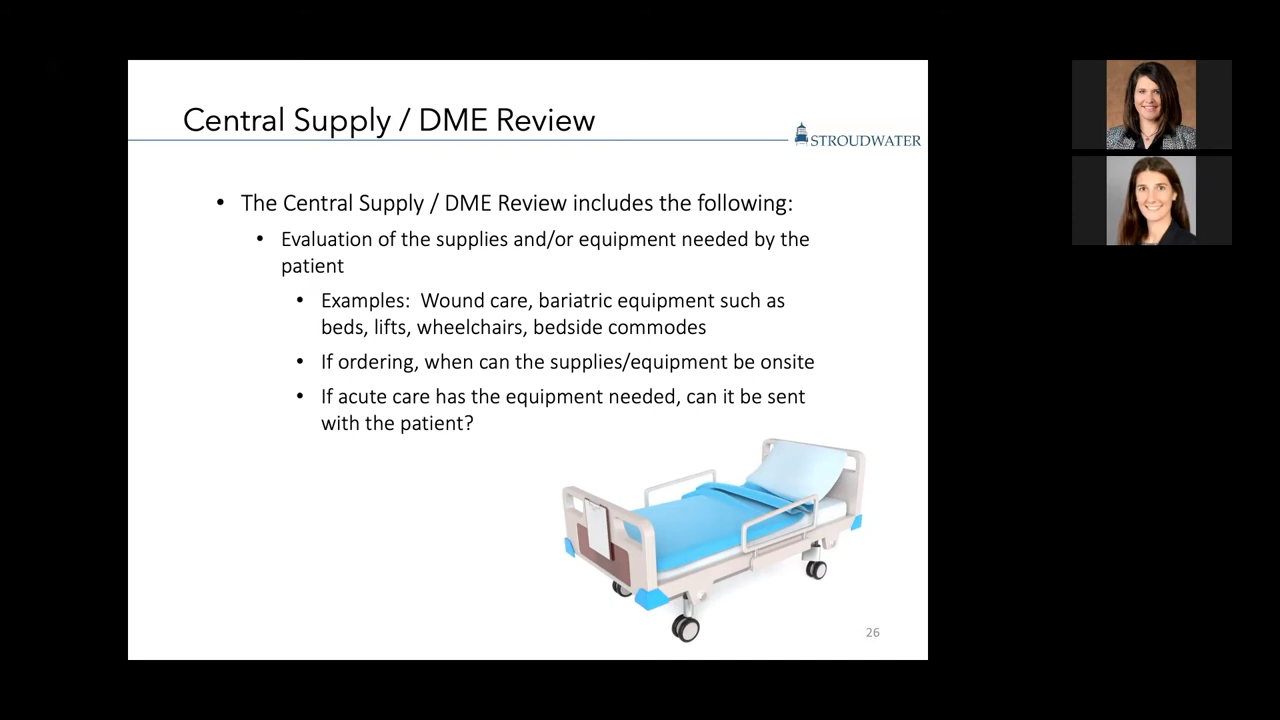 Central Supply / DME Review
STROUDWATER
• The Central Supply / DME Review includes the following:
• Evaluation of the supplies and/or equipment needed by the
patient
• Examples:  Wound care, bariatric equipment such as
beds, lifts, wheelchairs, bedside commodes
• If ordering, when can the supplies/equipment be onsite
• If acute care has the equipment needed, can it be sent
with the patient?
26